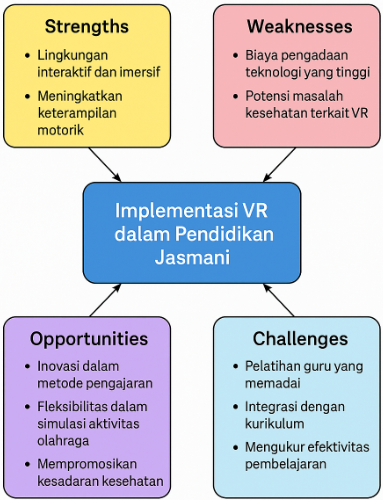 Strengths
• Lingkungan
interaktif dan imersif
• Meningkatkan
keterampilan
motorik
Weaknesses
• Biaya pengadaan
teknologi yang tinggi
• Potensi masalah
kesehatan terkait VR
Implementasi VR
dalam Pendidikan
Jasmani
Opportunities
• Inovasi dalam
metode pengajaran
• Fleksibilitas dalam
simulasi aktivitas
olahraga
• Mempromosikan
kesadaran kesehatan
Challenges
• Pelatihan guru yang
memadai
• Integrasi dengan
kurikulum
• Mengukur efektivitas
pembelajaran